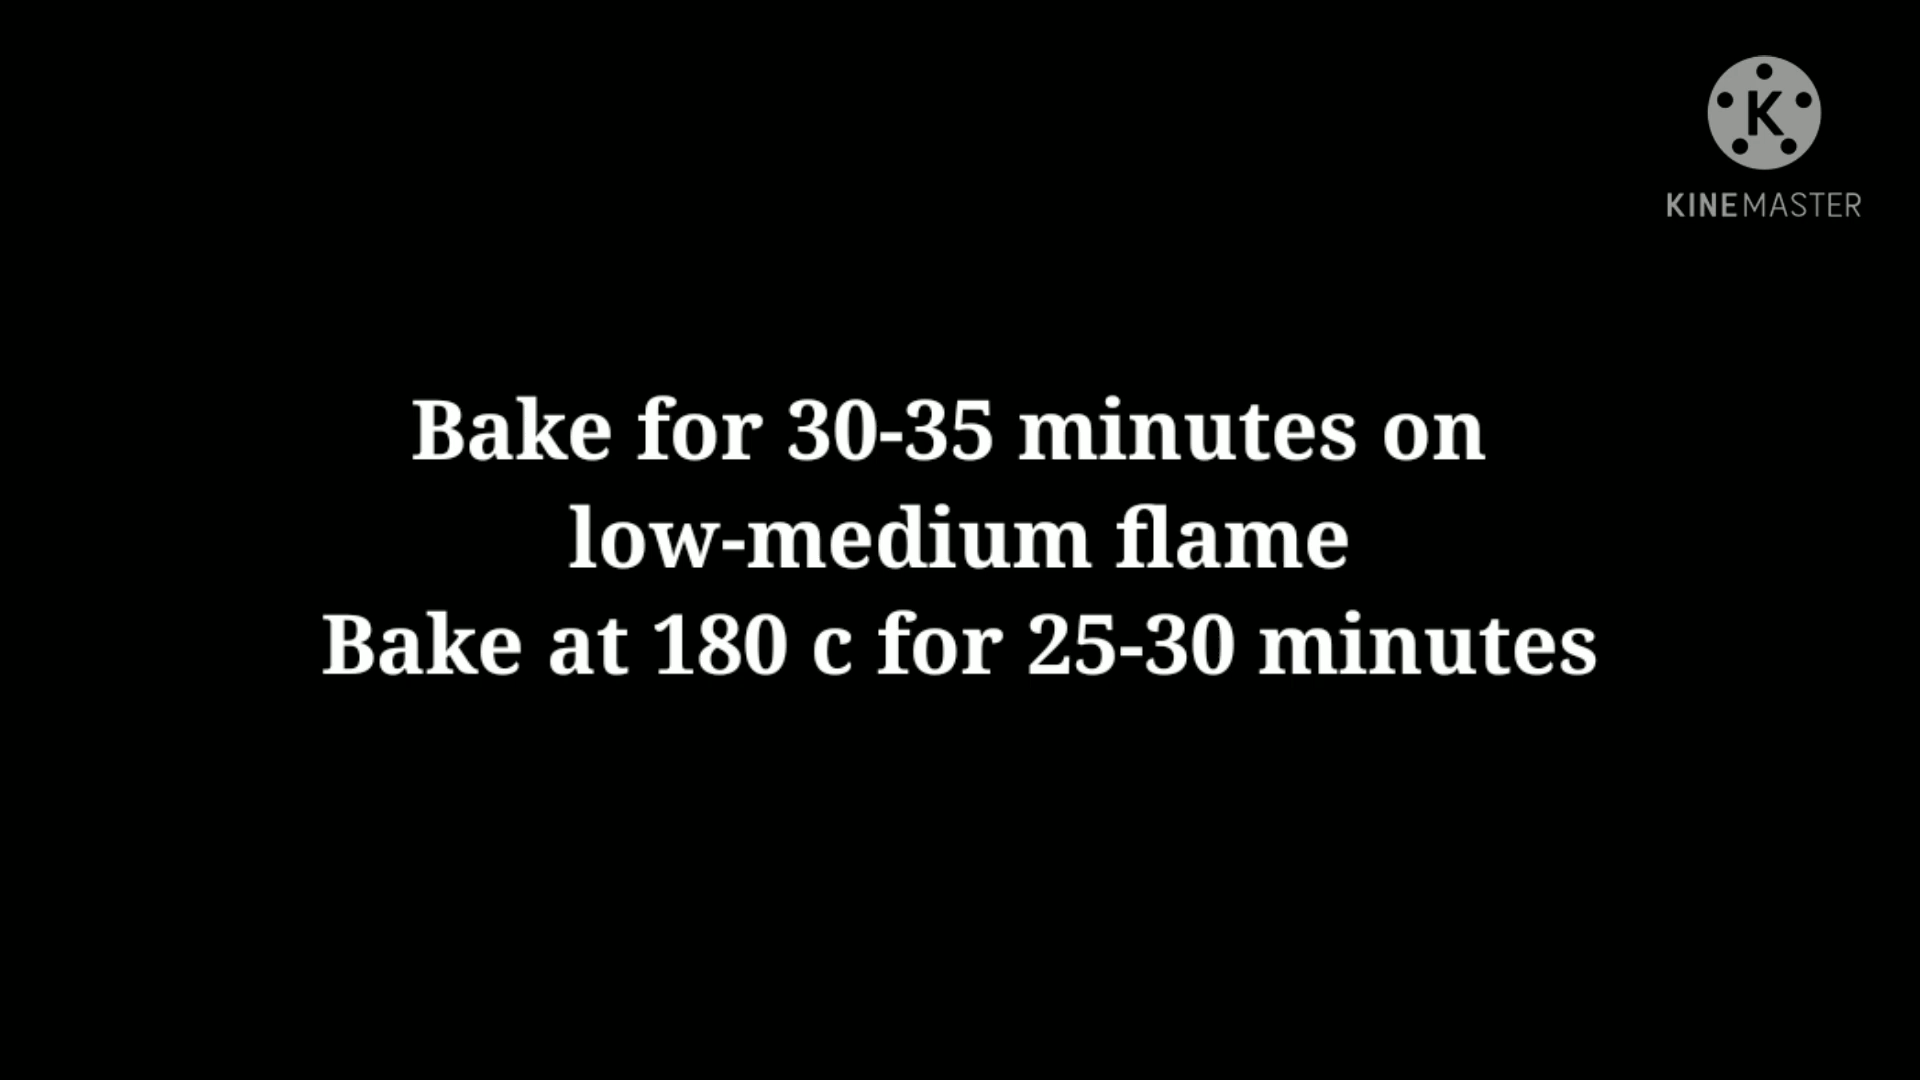 K
KINEMASTER
Bake for 30-35 minutes on
low-medium flame
Bake at 180 c for 25-30 minutes